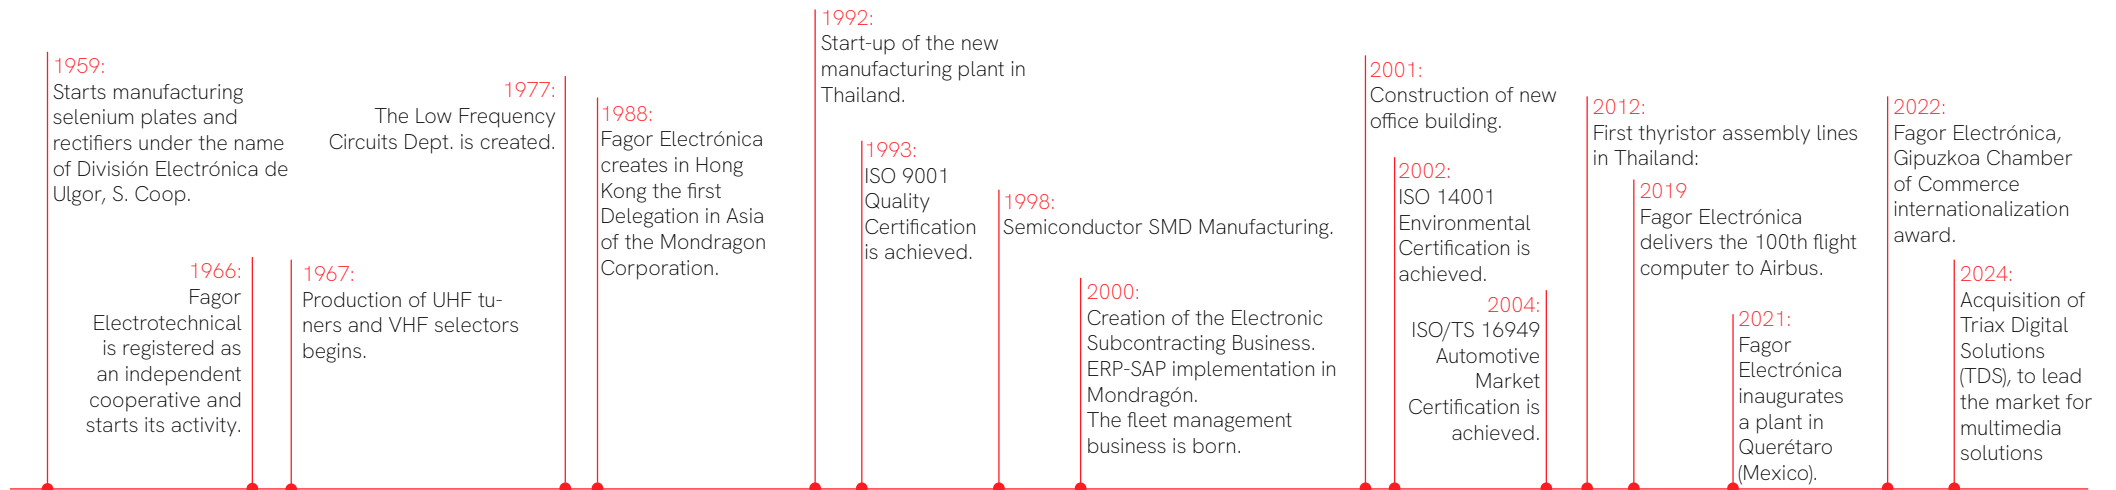 1959:
Starts manufacturing
selenium plates and
rectifiers under the name
of División Electrónica de
Ulgor, S. Coop.
1966:
Fagor
Electrotechnical
is registered as
an independent
cooperative and
starts its activity.
1967:
Production of UHF tu-
ners and VHF selectors
begins.
1977:
The Low Frequency
Circuits Dept. is created.
1988:
Fagor Electrónica
creates in Hong
Kong the first
Delegation in Asia
of the Mondragon
Corporation.
1992:
Start-up of the new
manufacturing plant in
Thailand.
1993:
ISO 9001
Quality
Certification
is achieved.
1998:
Semiconductor SMD Manufacturing.
2000:
Creation of the Electronic
Subcontracting Business.
ERP-SAP implementation in
Mondragón.
The fleet management
business is born.
2001:
Construction of new
office building.
2002:
ISO 14001
Environmental
Certification is
achieved.
2004:
ISO/TS 16949
Automotive
Market
Certification is
achieved.
2012:
First thyristor assembly lines
in Thailand:
2019
Fagor Electrónica
delivers the 100th flight
computer to Airbus.
2021:
Fagor
Electrónica
inaugurates
a plant in
Querétaro
(Mexico).
2022:
Fagor Electrónica,
Gipuzkoa Chamber
of Commerce
internationalization
award.
2024:
Acquisition of
Triax Digital
Solutions
(TDS), to lead
the market for
multimedia
solutions